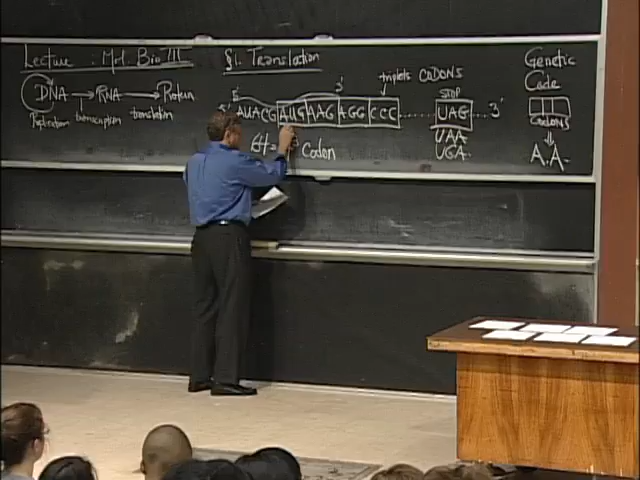 Lecture : Mol. Bio III
DNA → RNA → Protein
Replication transcription translation
§1. Translation
triplets CODONS
5' 3' STOP
5' AUACG AUG AAG AGG CCC ...... UAG ... 3'
UAA
UGA
Codon
Genetic
Code
CODONS
A.A.